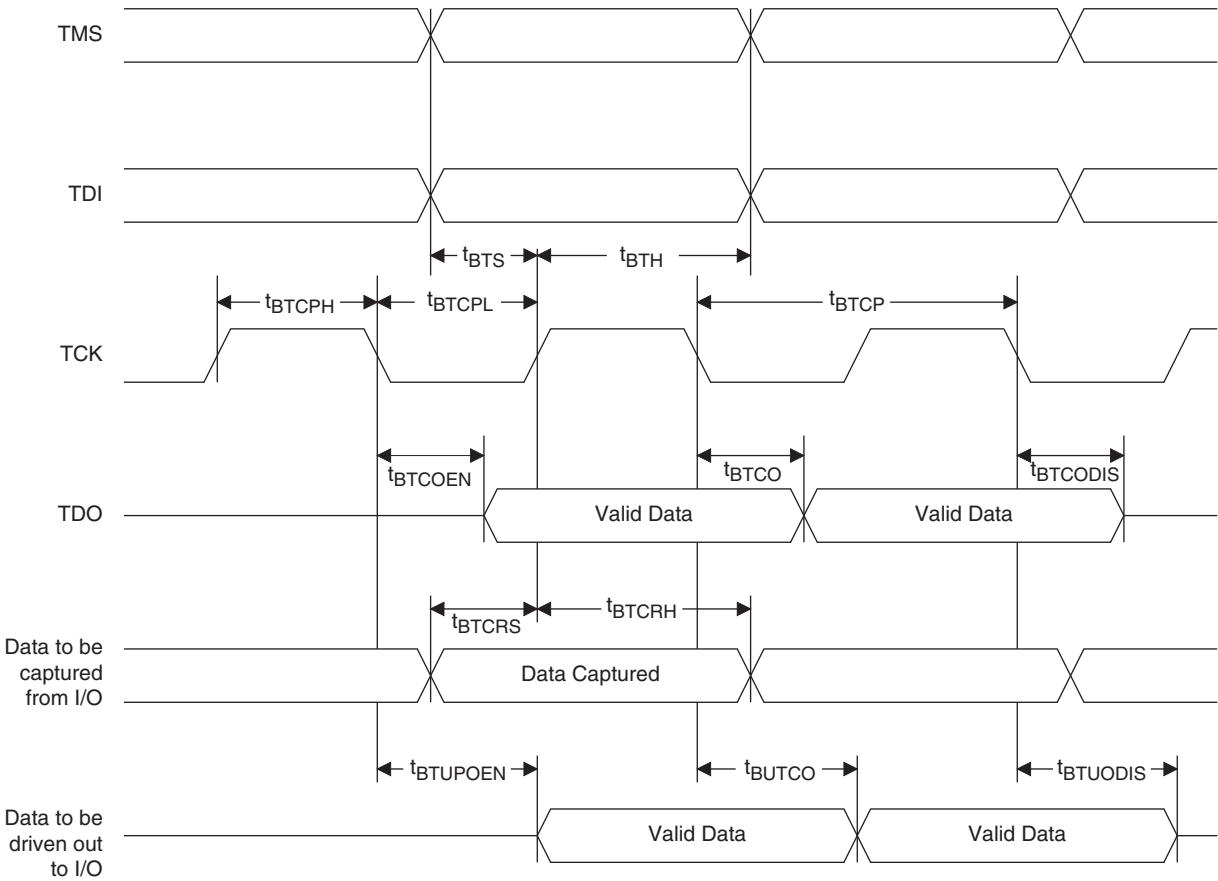 TMS
TDI
tBTS
tBTH
tBTCPH
tBTCPL
tBTCP
TCK
tBTCOEN
tBTCO
tBTCODIS
TDO
Valid Data
Valid Data
tBTCRS
tBTCRH
Data to be
captured
from I/O
Data Captured
tBTUPOEN
tBUTCO
tBTUODIS
Data to be
driven out
to I/O
Valid Data
Valid Data